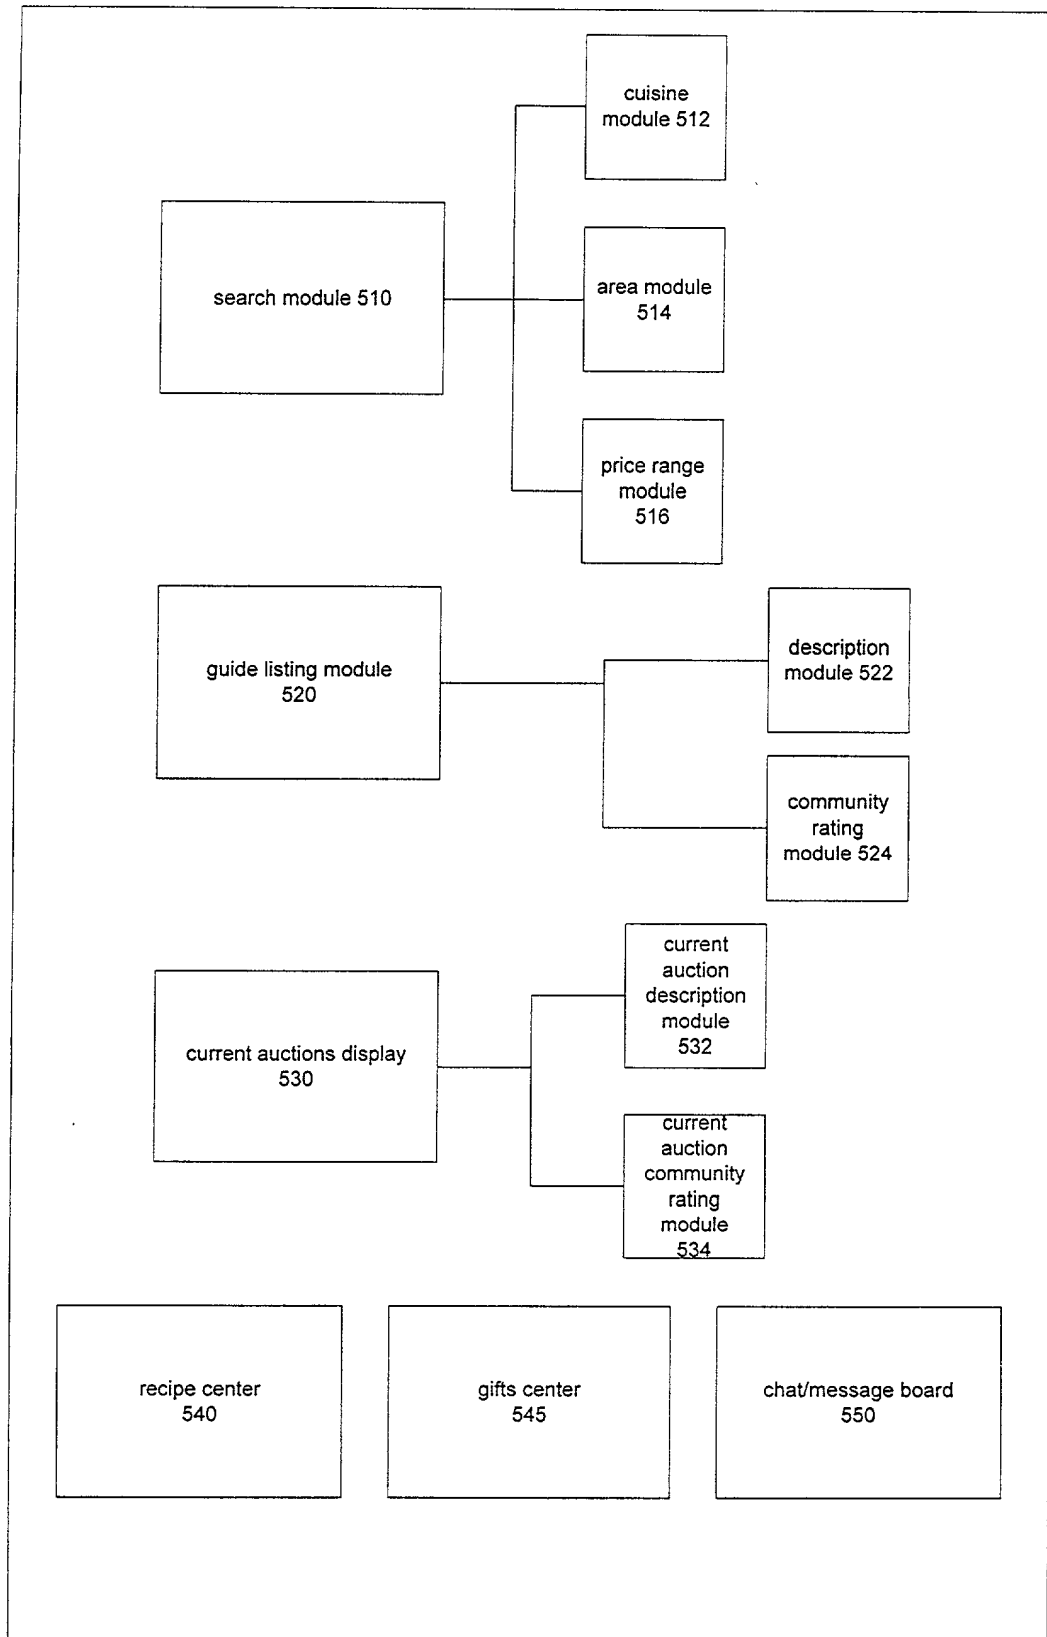 cuisine
module 512
search module 510
area module
514
price range
module
516
guide listing module
520
description
module 522
community
rating
module 524
current auctions display
530
current
auction
description
module
532
current
auction
community
rating
module
534
recipe center
540
gifts center
545
chat/message board
550